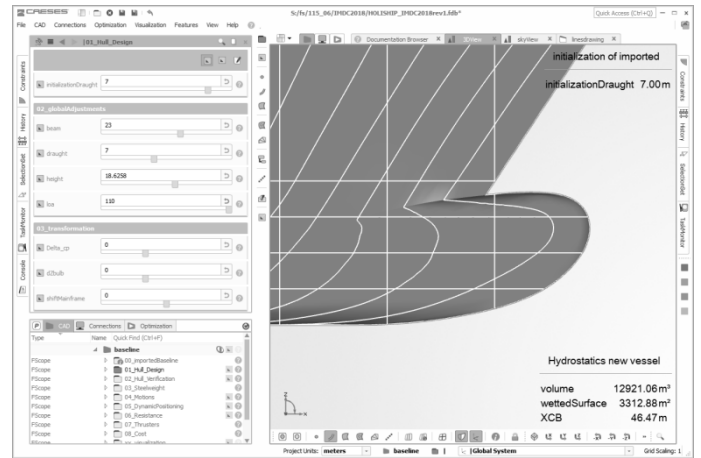 CAESES
S:/fs/115_06/IMDC2018/HOLISHIP_IMDC2018rev1.fdb*
Quick Access (Ctrl+Q)
File CAD Connections Optimization Visualization Features View Help
01_Hull_Design
Documentation Browser
3DView
skyView
linesdrawing
Constraints
History
SelectionSet
TaskMonitor
Console
initializationDraught 7
02_globalAdjustments
beam 23
draught 7
height 18.6258
loa 110
03_transformation
Delta_cp 0
dZbulb 0
shiftMainframe 0
initialization of imported
initializationDraught 7.00m
Constraints
History
SelectionSet
TaskMonitor
CAD Connections Optimization
Type Name Quick Find (Ctrl+F)
baseline
FScope 00_importedBaseline
FScope 01_Hull_Design
FScope 02_Hull_Verification
FScope 03_Steelweight
FScope 04_Motions
FScope 05_DynamicPositioning
FScope 06_Resistance
FScope 07_Thrusters
FScope 08_Cost
Hydrostatics new vessel
volume 12921.06m³
wettedSurface 3312.88m²
XCB 46.47m
z
x
Project Units: meters
baseline
|Global System
Grid Scaling: 1